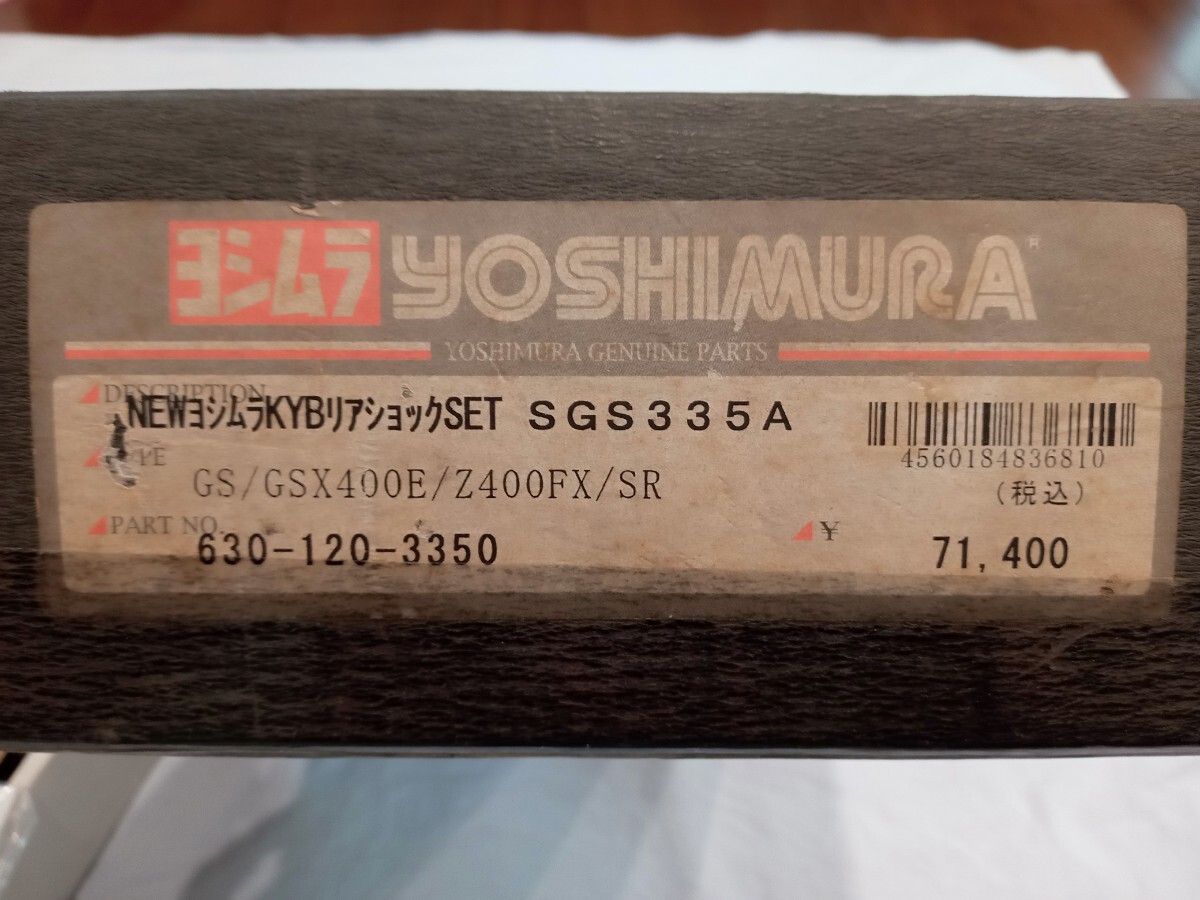 ヨシムラ YOSHIMURA®
YOSHIMURA GENUINE PARTS
DESCRIPTION
NEWヨシムラKYBリアショックSET SGS335A
4560184836810
TYPE
GS/GSX400E/Z400FX/SR
(税込)
PART NO.
630-120-3350
¥ 71,400